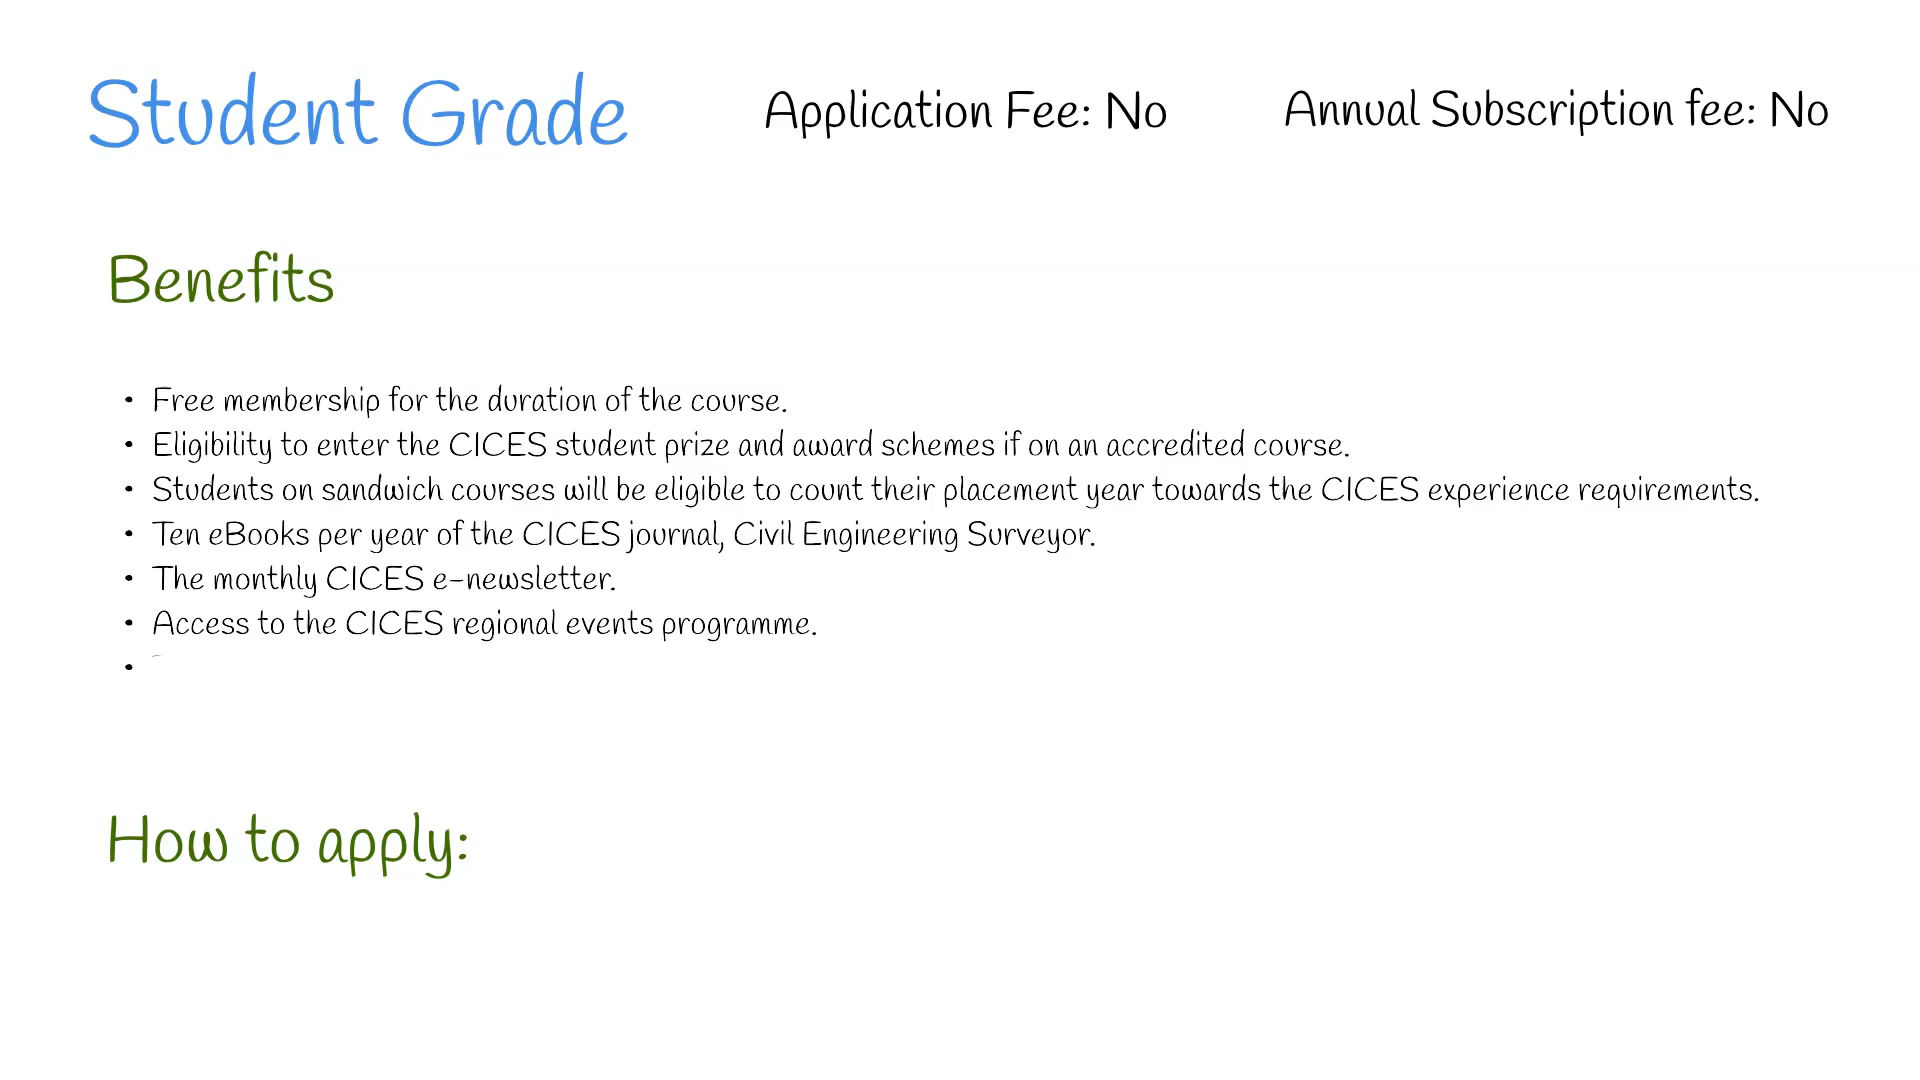 Student Grade
Application Fee: No
Annual Subscription fee: No
Benefits
• Free membership for the duration of the course.
• Eligibility to enter the CICES student prize and award schemes if on an accredited course.
• Students on sandwich courses will be eligible to count their placement year towards the CICES experience requirements.
• Ten eBooks per year of the CICES journal, Civil Engineering Surveyor.
• The monthly CICES e-newsletter.
• Access to the CICES regional events programme.
•
How to apply: